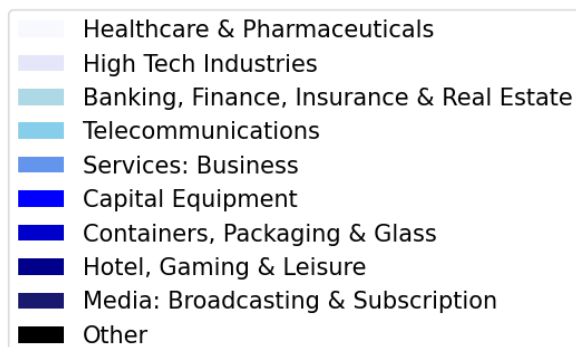 Healthcare & Pharmaceuticals
High Tech Industries
Banking, Finance, Insurance & Real Estate
Telecommunications
Services: Business
Capital Equipment
Containers, Packaging & Glass
Hotel, Gaming & Leisure
Media: Broadcasting & Subscription
Other